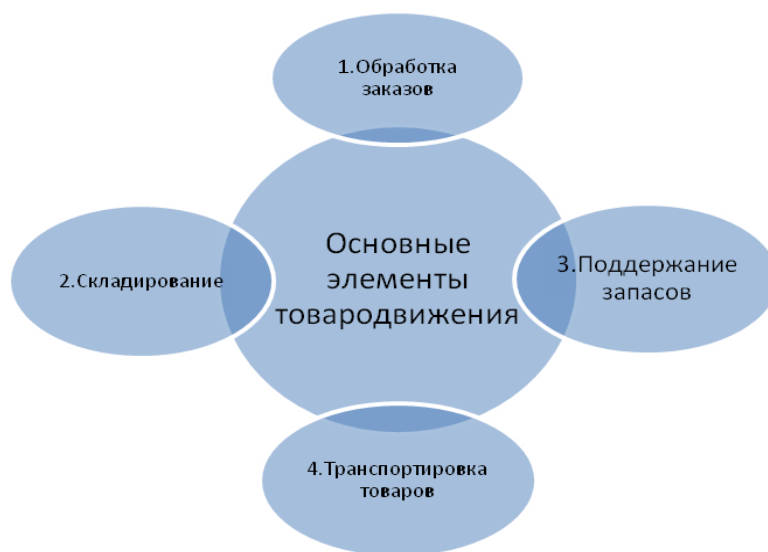 1.Обработка
заказов
Основные
элементы
товародвижения
2.Складирование
3.Поддержание
запасов
4.Транспортировка
товаров